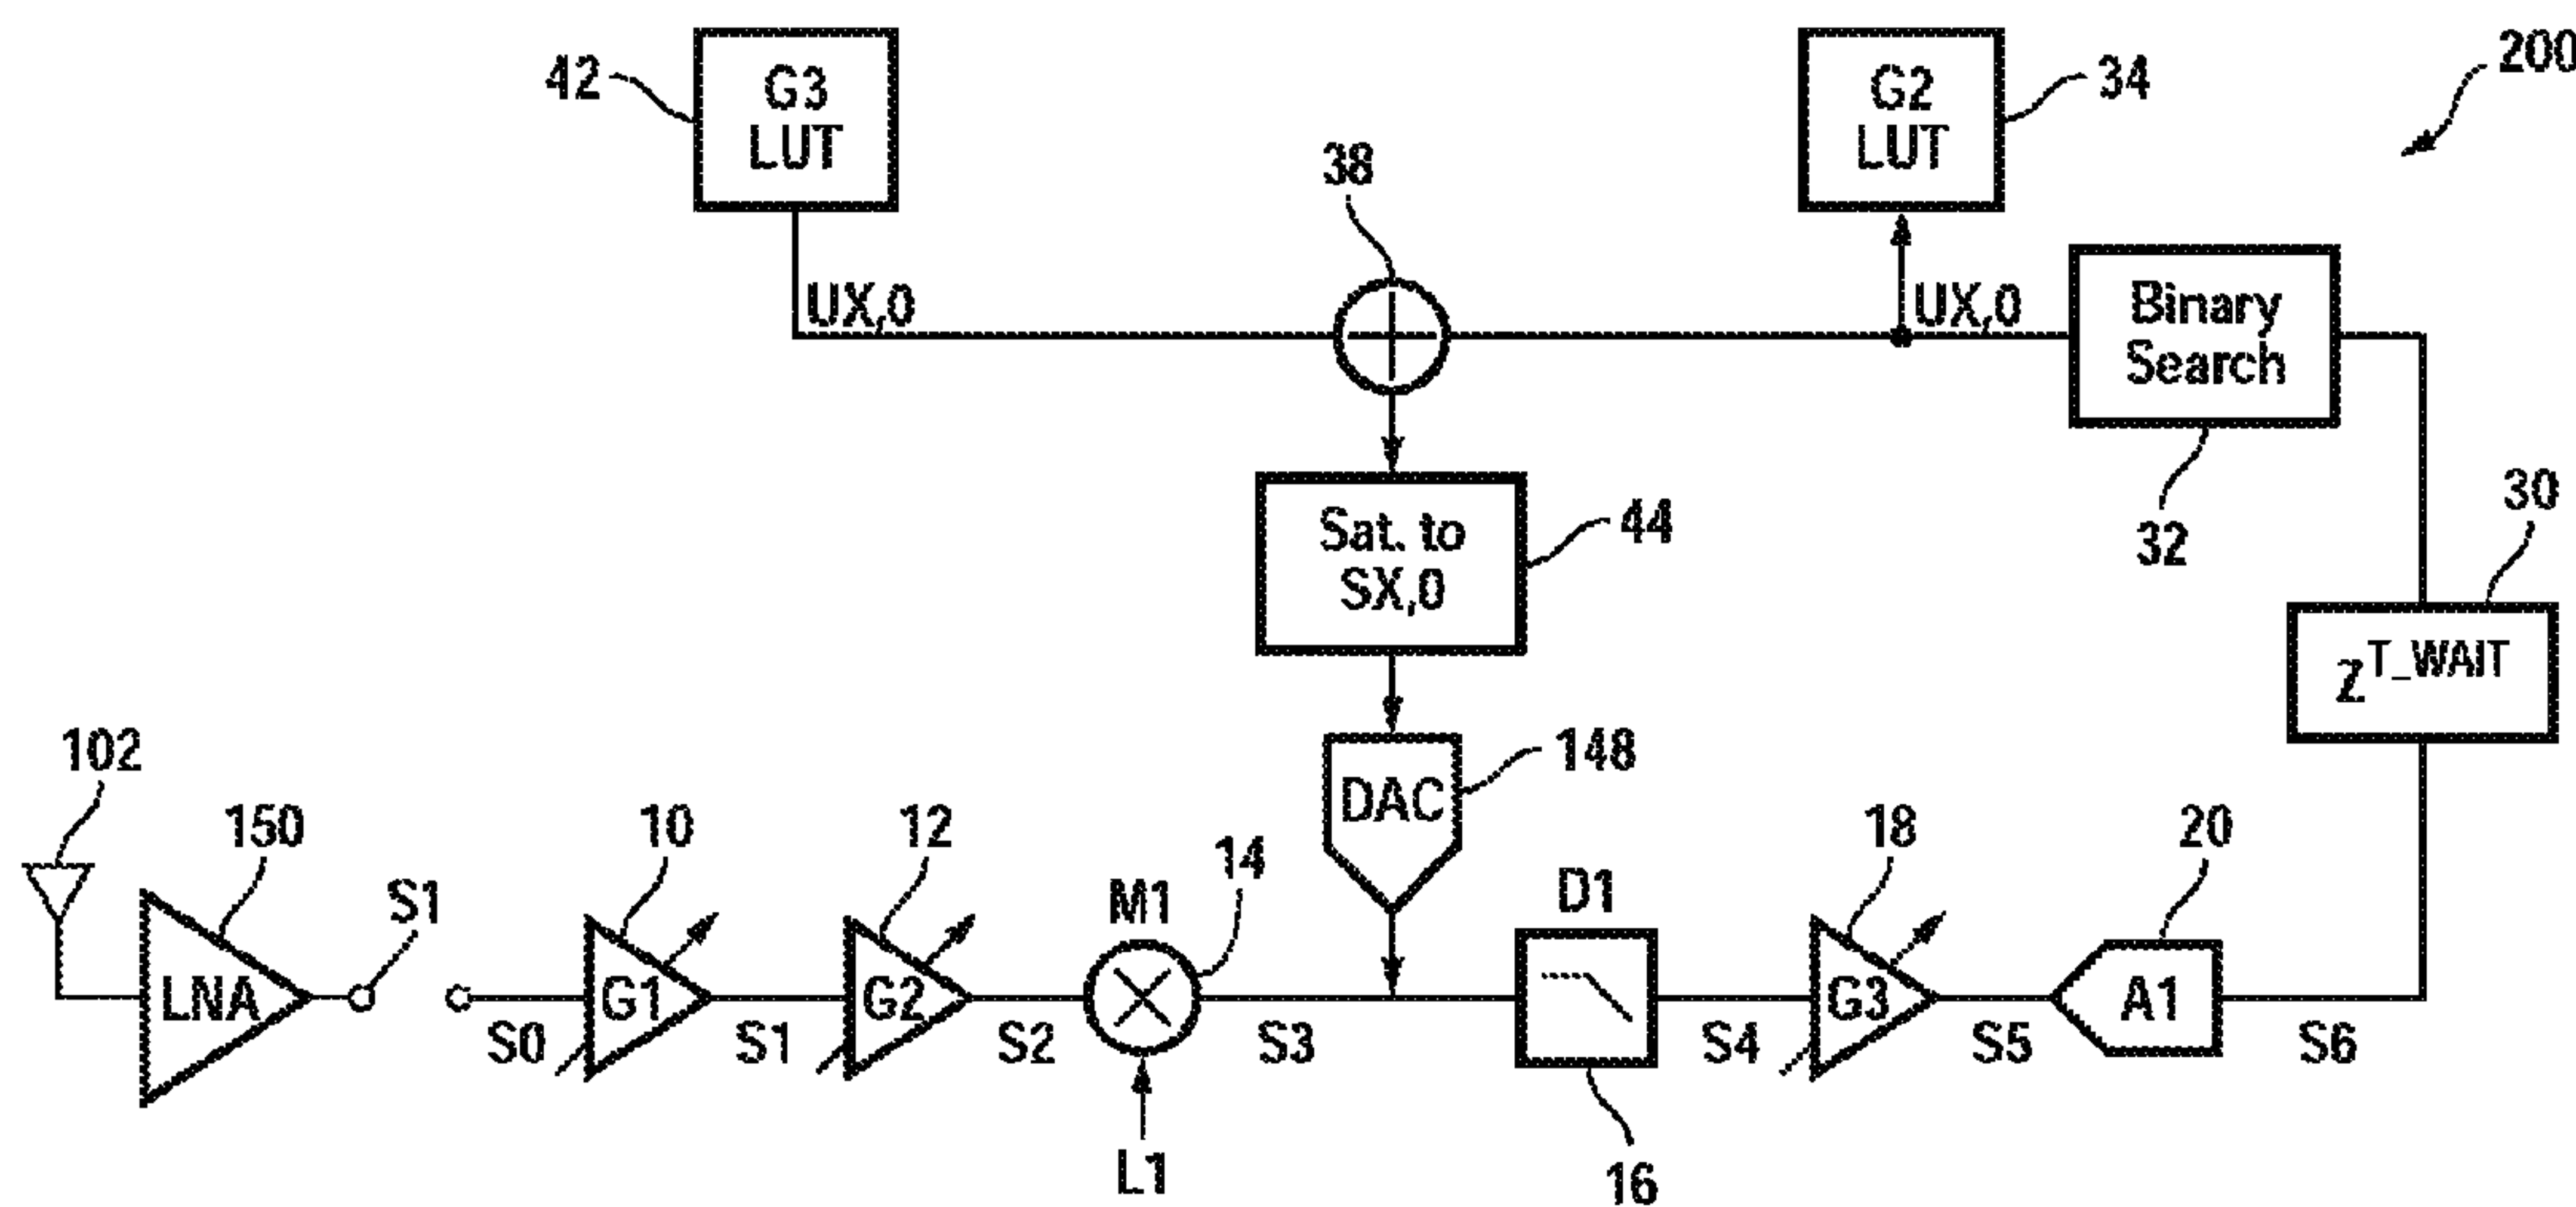 200
42
G3
LUT
G2
LUT
34
38
UX,0
UX,0
Binary
Search
32
30
Sat. to
SX,0
44
z T_WAIT
102
150
S1
10
12
M1
14
DAC
148
D1
18
20
LNA
G1
G2
G3
A1
S0
S1
S2
S3
S4
S5
S6
L1
16